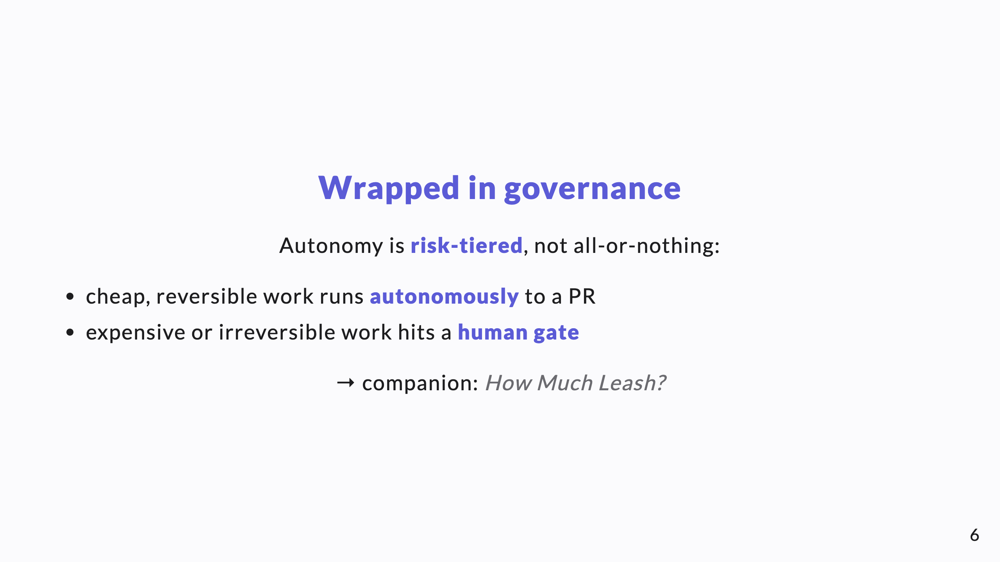 Wrapped in governance
Autonomy is risk-tiered, not all-or-nothing:
• cheap, reversible work runs autonomously to a PR
• expensive or irreversible work hits a human gate
→ companion: How Much Leash?
6